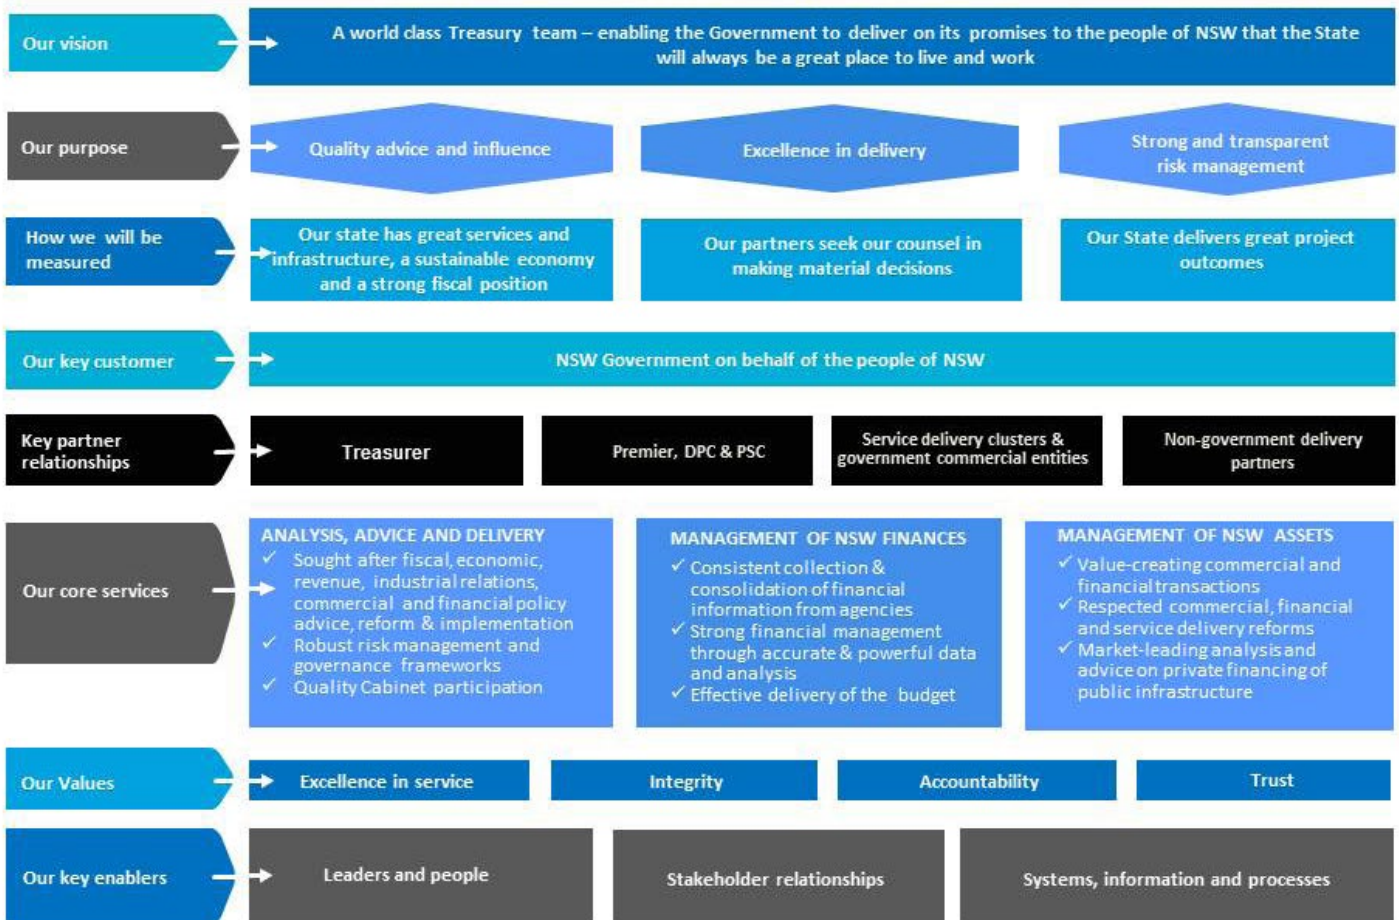 Our vision
A world class Treasury team – enabling the Government to deliver on its promises to the people of NSW that the State
will always be a great place to live and work
Our purpose
Quality advice and influence
Excellence in delivery
Strong and transparent
risk management
How we will be
measured
Our state has great services and
infrastructure, a sustainable economy
and a strong fiscal position
Our partners seek our counsel in
making material decisions
Our State delivers great project
outcomes
Our key customer
NSW Government on behalf of the people of NSW
Key partner
relationships
Treasurer
Premier, DPC & PSC
Service delivery clusters &
government commercial entities
Non-government delivery
partners
Our core services
ANALYSIS, ADVICE AND DELIVERY
✓ Sought after fiscal, economic,
revenue, industrial relations,
commercial and financial policy
advice, reform & implementation
✓ Robust risk management and
governance frameworks
✓ Quality Cabinet participation
MANAGEMENT OF NSW FINANCES
✓ Consistent collection &
consolidation of financial
information from agencies
✓ Strong financial management
through accurate & powerful data
and analysis
✓ Effective delivery of the budget
MANAGEMENT OF NSW ASSETS
✓ Value-creating commercial and
financial transactions
✓ Respected commercial, financial
and service delivery reforms
✓ Market-leading analysis and
advice on private financing of
public infrastructure
Our Values
Excellence in service
Integrity
Accountability
Trust
Our key enablers
Leaders and people
Stakeholder relationships
Systems, information and processes